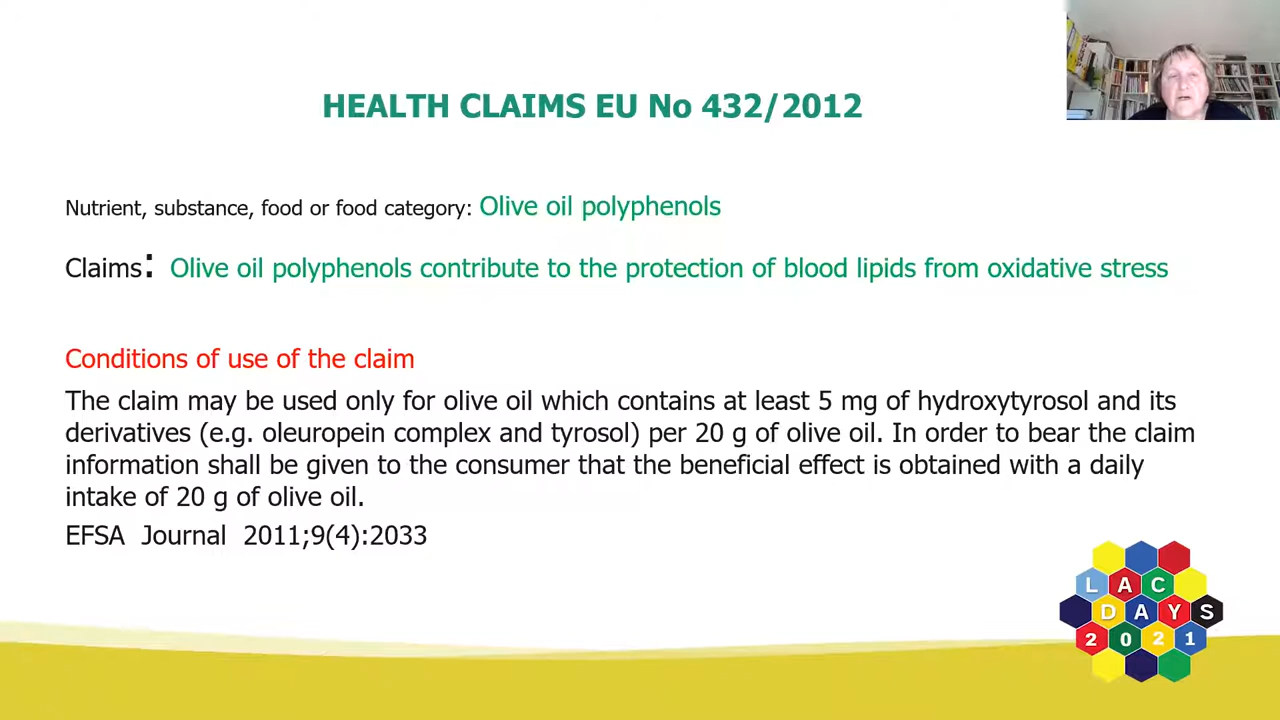 HEALTH CLAIMS EU No 432/2012
Nutrient, substance, food or food category: Olive oil polyphenols
Claims: Olive oil polyphenols contribute to the protection of blood lipids from oxidative stress
Conditions of use of the claim
The claim may be used only for olive oil which contains at least 5 mg of hydroxytyrosol and its
derivatives (e.g. oleuropein complex and tyrosol) per 20 g of olive oil. In order to bear the claim
information shall be given to the consumer that the beneficial effect is obtained with a daily
intake of 20 g of olive oil.
EFSA Journal 2011;9(4):2033
LAC
DAYS
2021